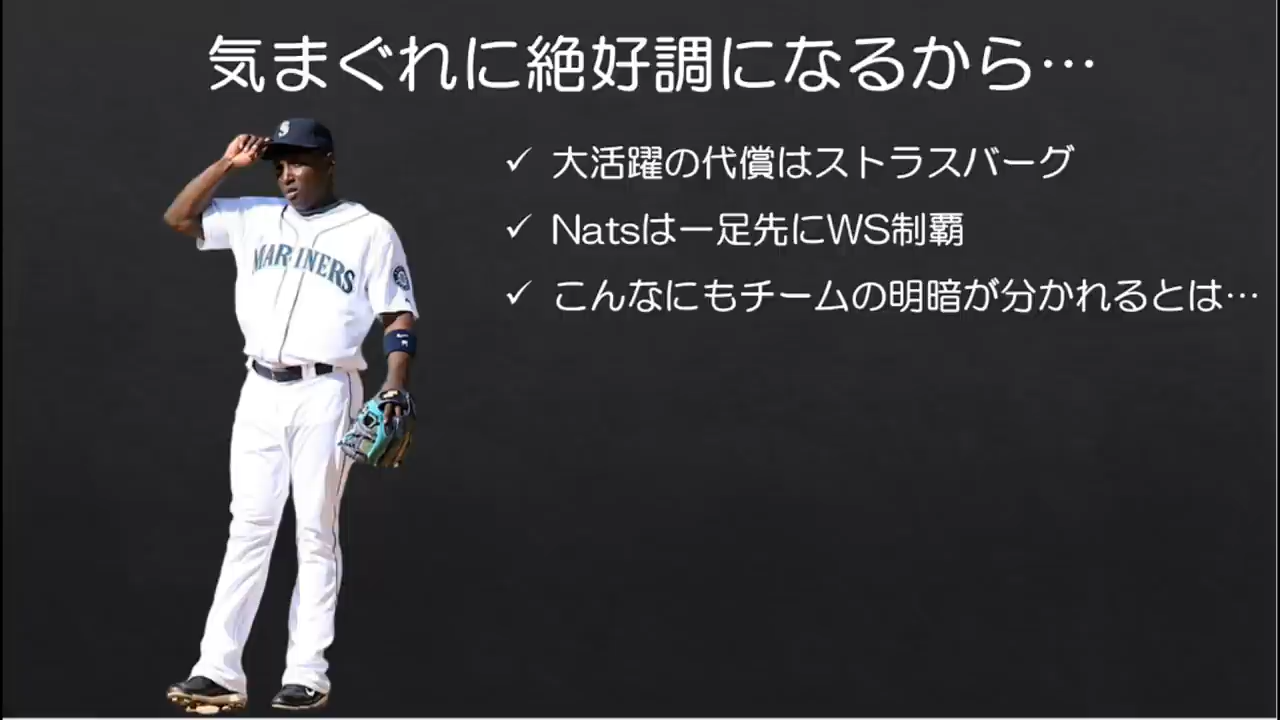 気まぐれに絶好調になるから…
✓ 大活躍の代償はストラスバーグ
✓ Natsは一足先にWS制覇
✓ こんなにもチームの明暗が分かれるとは…
S
MARINERS